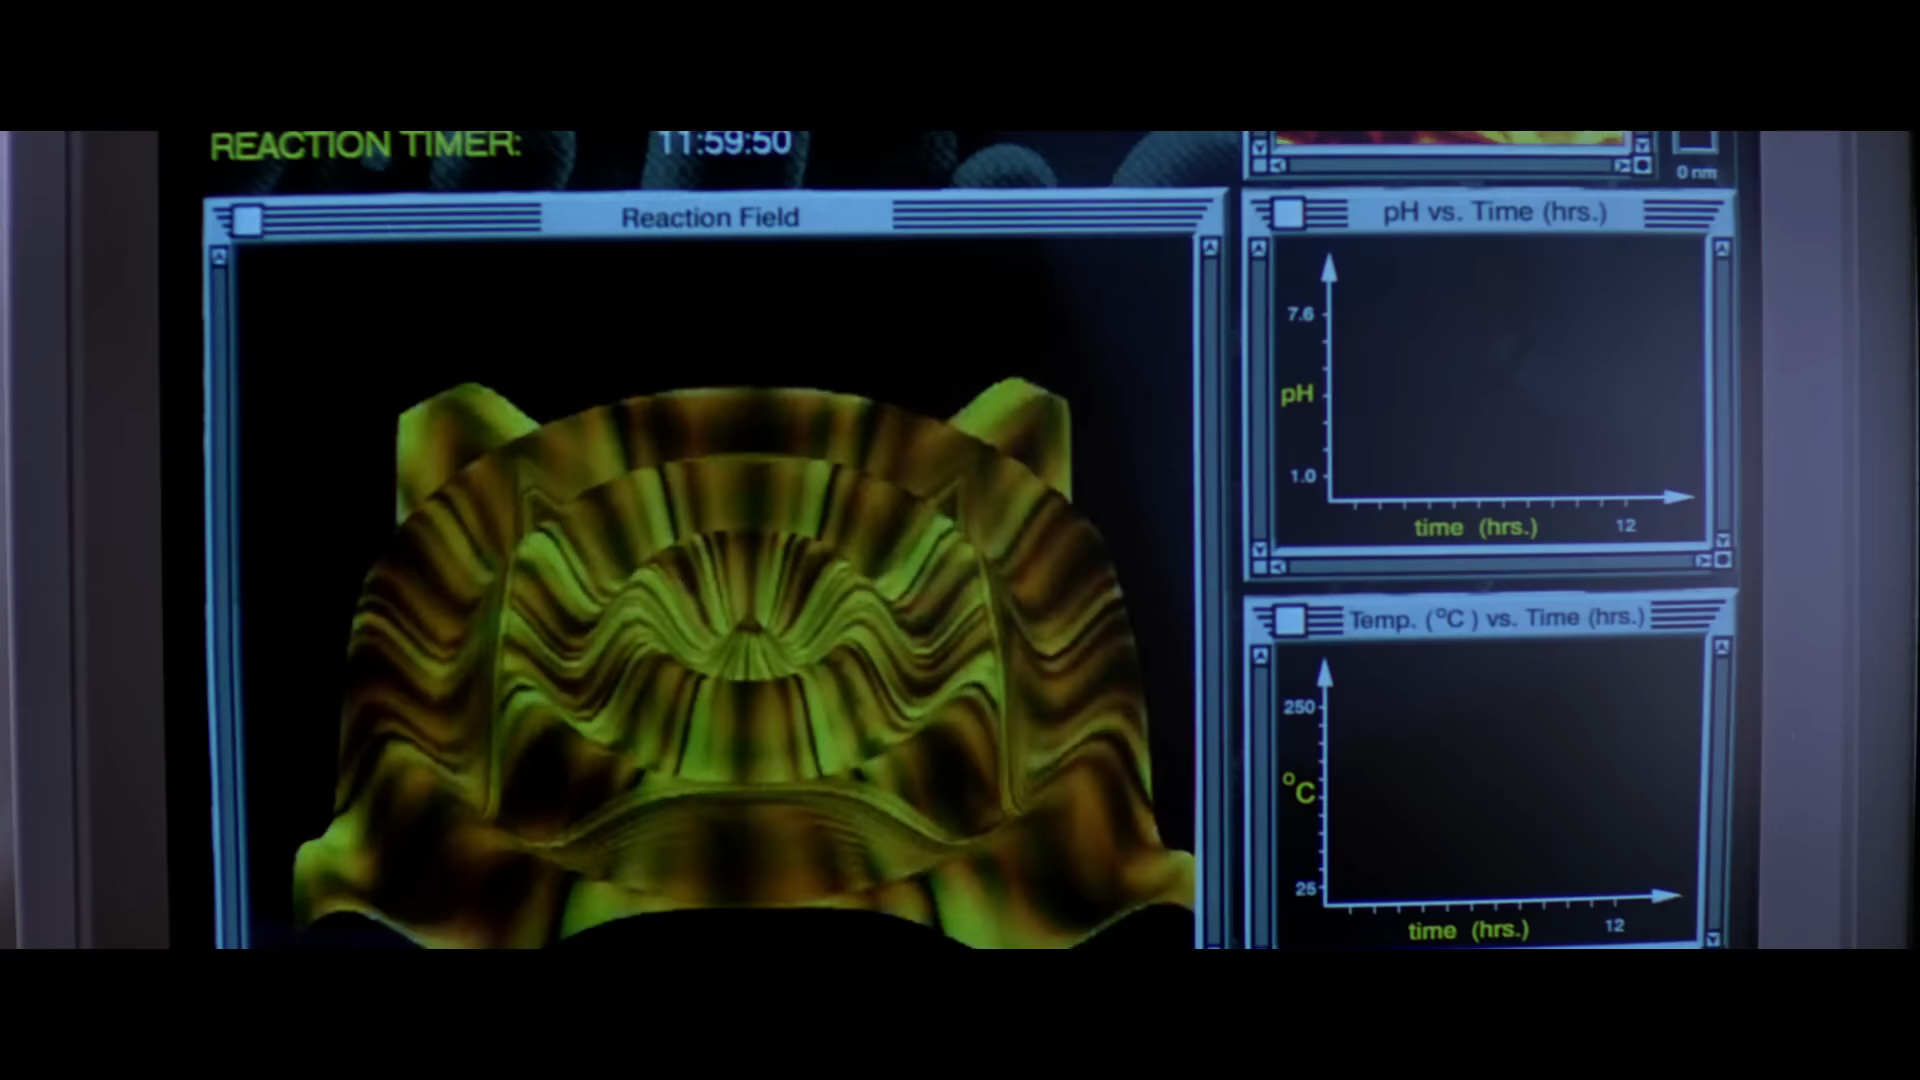 REACTION TIMER: 11:59:50
0 nm
Reaction Field
pH vs. Time (hrs.)
7.6
pH
1.0
12
time (hrs.)
Temp. (°C) vs. Time (hrs.)
250
°C
25
12
time (hrs.)